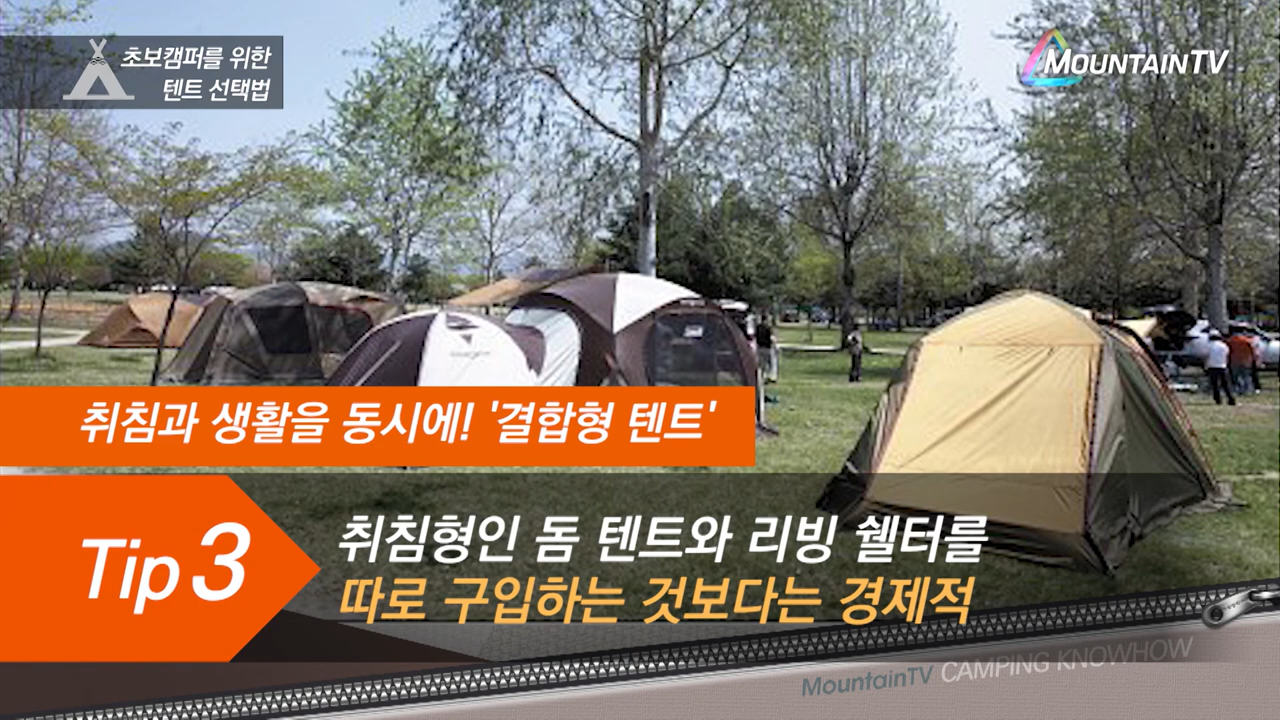 초보캠퍼를 위한
텐트 선택법
MOUNTAINTV
취침과 생활을 동시에! '결합형 텐트'
Tip 3
취침형인 돔 텐트와 리빙 쉘터를
따로 구입하는 것보다는 경제적
MountainTV CAMPING KNOWHOW